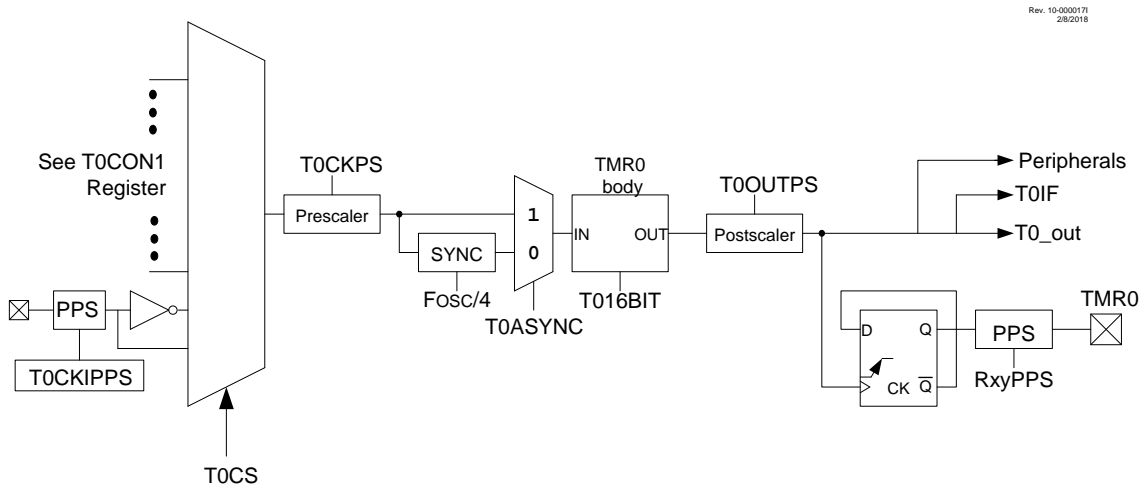 Rev. 10-000017I
2/8/2018
See T0CON1
Register
PPS
T0CKIPPS
T0CS
T0CKPS
Prescaler
SYNC
FOSC/4
1
0
T0ASYNC
TMR0
body
IN
OUT
T016BIT
T0OUTPS
Postscaler
Peripherals
T0IF
T0_out
D
Q
CK
Q
PPS
RxyPPS
TMR0